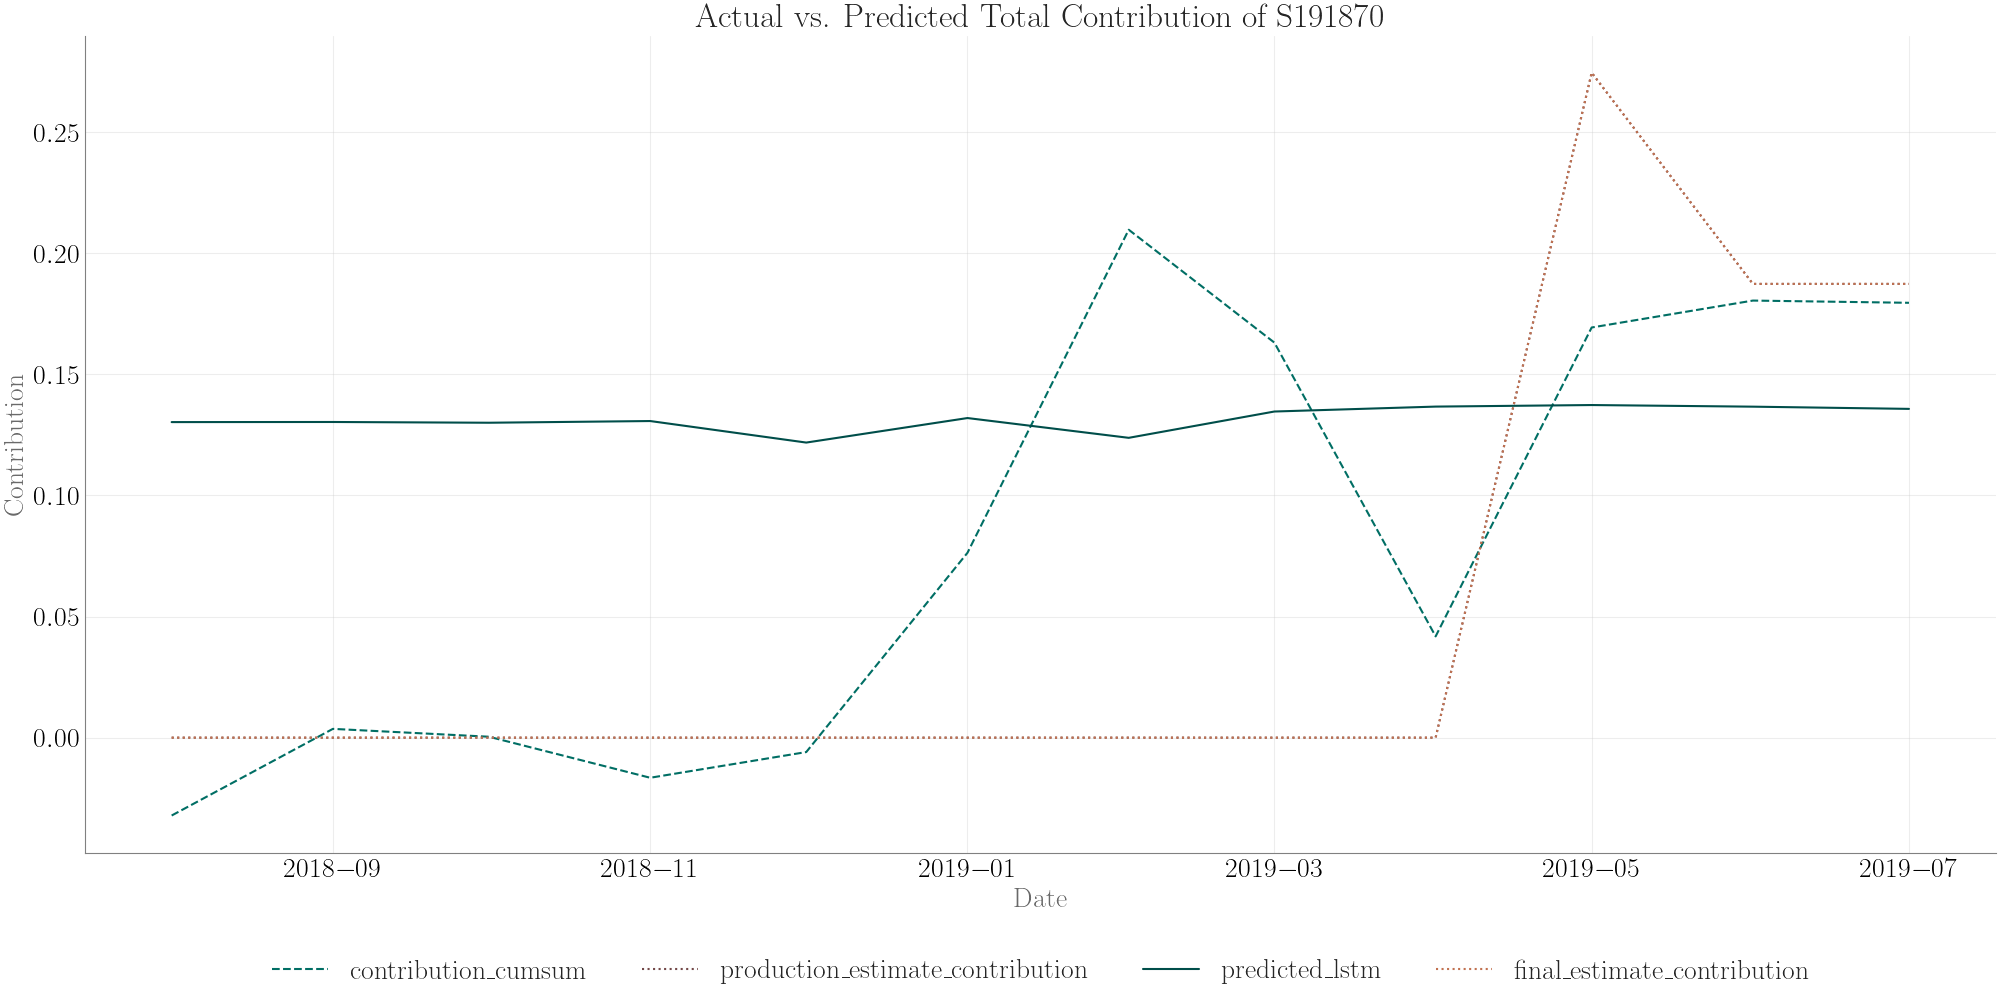 Actual vs. Predicted Total Contribution of S191870
Contribution
0.25
0.20
0.15
0.10
0.05
0.00
2018–09 2018–11 2019–01 2019–03 2019–05 2019–07
Date
contribution_cumsum production_estimate_contribution predicted_lstm final_estimate_contribution